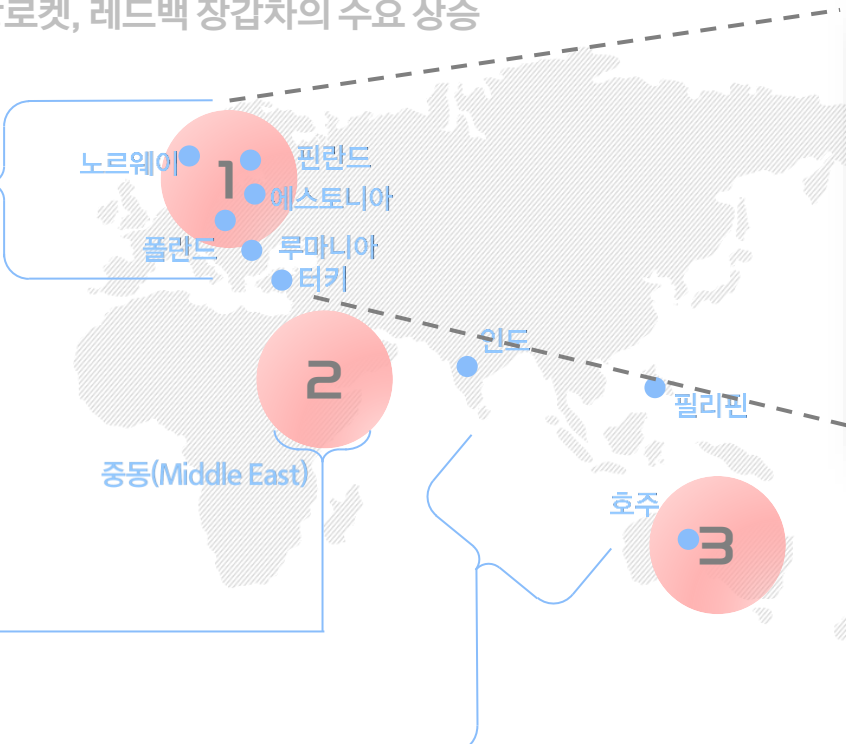 로켓, 레드백 장갑차의 수요 상승
노르웨이
1
핀란드
에스토니아
폴란드
루마니아
터키
2
인드
필리핀
중동(Middle East)
호주
3